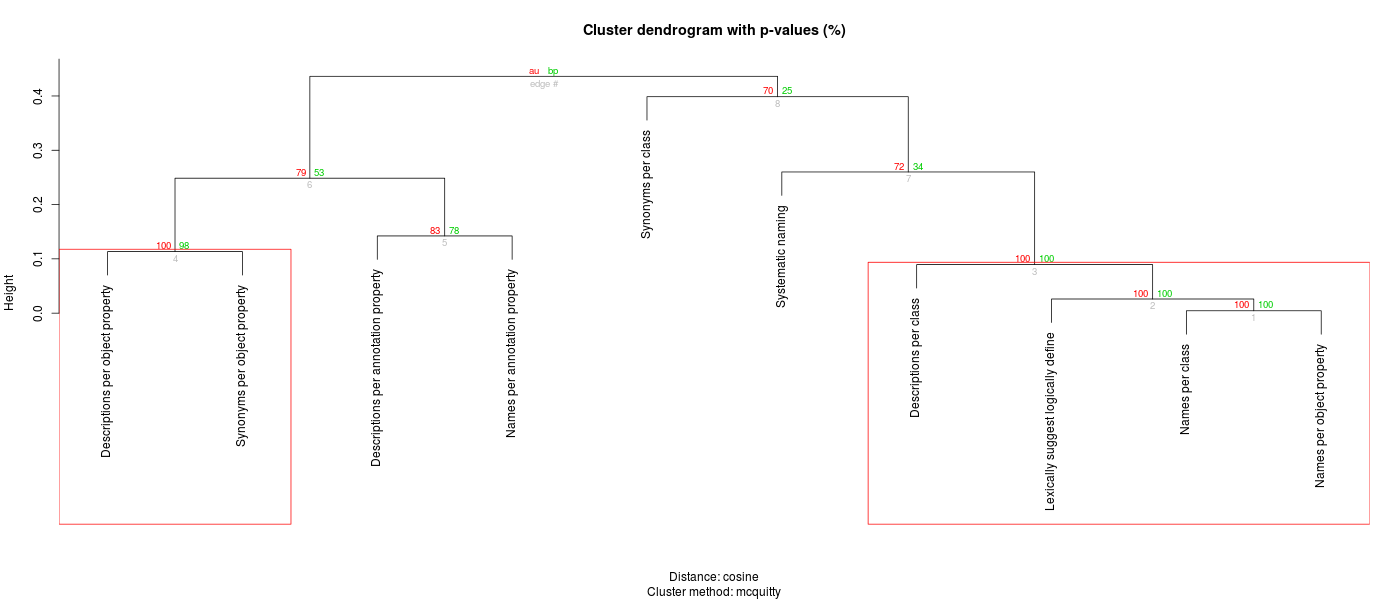 Cluster dendrogram with p-values (%)
au bp
edge #
70 25
8
79 53
6
72 34
7
83 78
5
100 98
4
100 100
3
100 100
2
100 100
1
Height
0.0
0.1
0.2
0.3
0.4
Descriptions per object property
Synonyms per object property
Descriptions per annotation property
Names per annotation property
Synonyms per class
Systematic naming
Descriptions per class
Lexically suggest logically define
Names per class
Names per object property
Distance: cosine
Cluster method: mcquitty